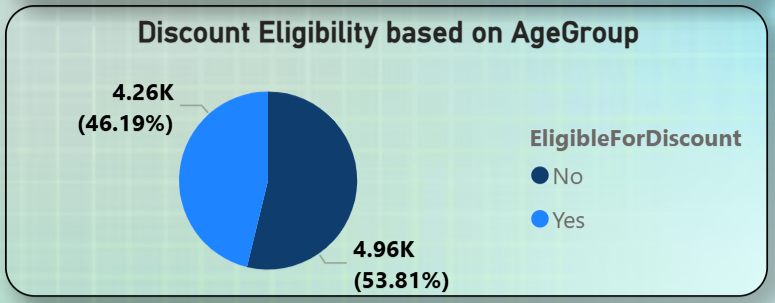 Discount Eligibility based on AgeGroup
4.26K
(46.19%)
EligibleForDiscount
No
Yes
4.96K
(53.81%)